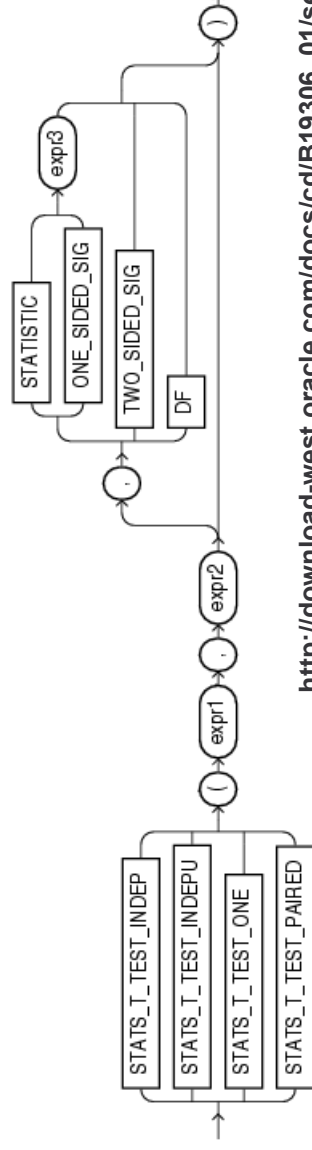 STATS_T_TEST_INDEP
STATS_T_TEST_INDEPU
STATS_T_TEST_ONE
STATS_T_TEST_PAIRED
(
expr1
,
expr2
,
STATISTIC
ONE_SIDED_SIG
expr3
TWO_SIDED_SIG
DF
)
http://download-west.oracle.com/docs/cd/B19306_01/se